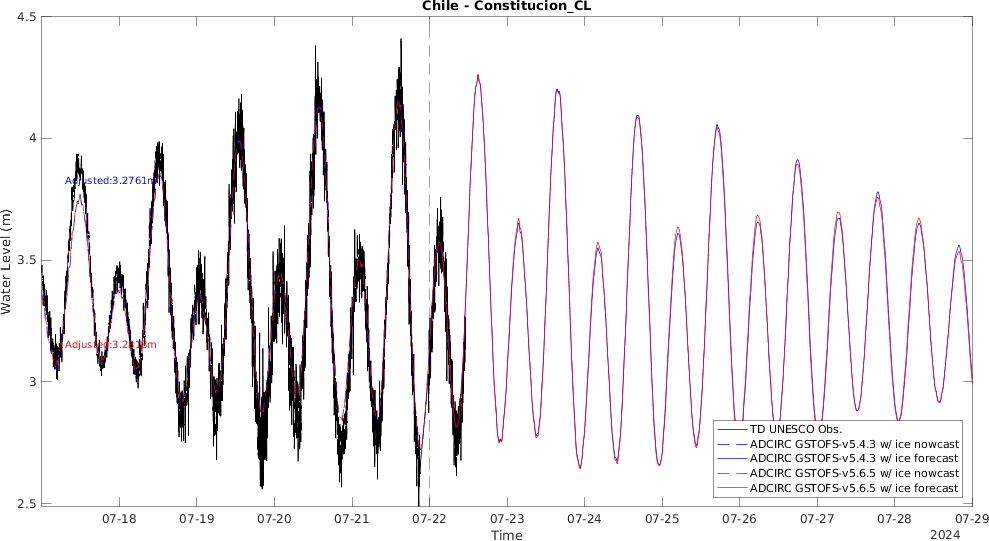 Chile - Constitucion_CL
4.5
4
3.5
3
2.5
Water Level (m)
Adjusted:3.2761m
TD UNESCO Obs.
ADCIRC GSTOFS-v5.4.3 w/ ice nowcast
ADCIRC GSTOFS-v5.4.3 w/ ice forecast
ADCIRC GSTOFS-v5.6.5 w/ ice nowcast
ADCIRC GSTOFS-v5.6.5 w/ ice forecast
07-18 07-19 07-20 07-21 07-22 07-23 07-24 07-25 07-26 07-27 07-28 07-29
Time
2024